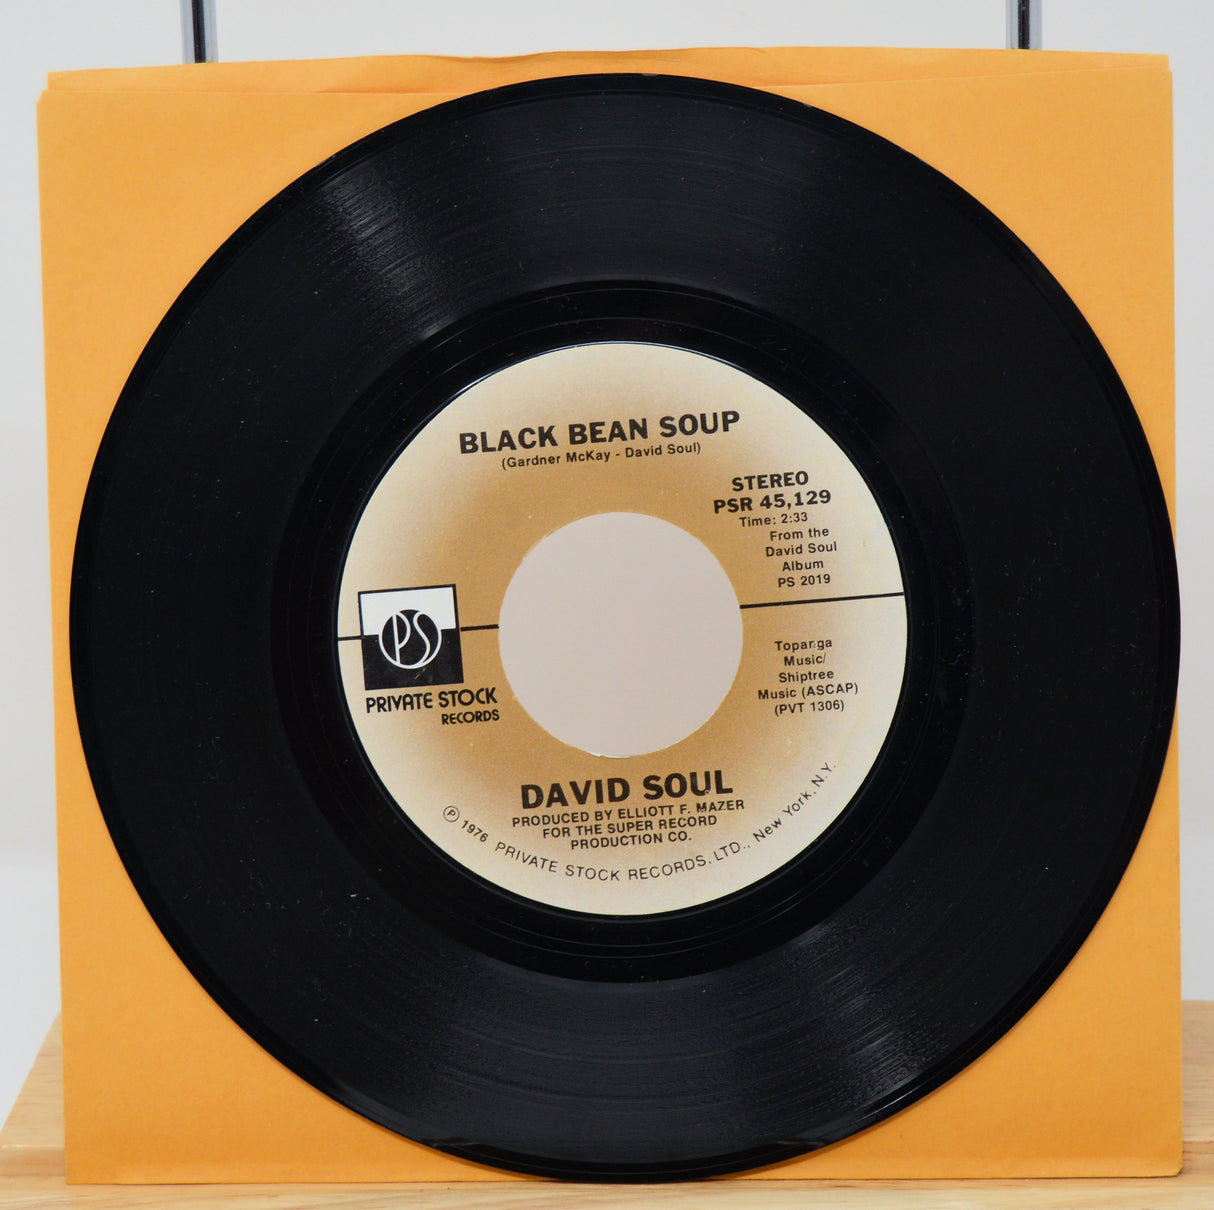 BLACK BEAN SOUP
(Gardner McKay - David Soul)
STEREO
PSR 45,129
Time: 2:33
From the
David Soul
Album
PS 2019
PS
PRIVATE STOCK
RECORDS
Topanga
Music/
Shiptree
Music (ASCAP)
(PVT 1306)
DAVID SOUL
PRODUCED BY ELLIOTT F. MAZER
FOR THE SUPER RECORD
PRODUCTION CO.
℗ 1976 PRIVATE STOCK RECORDS, LTD., New York, N.Y.